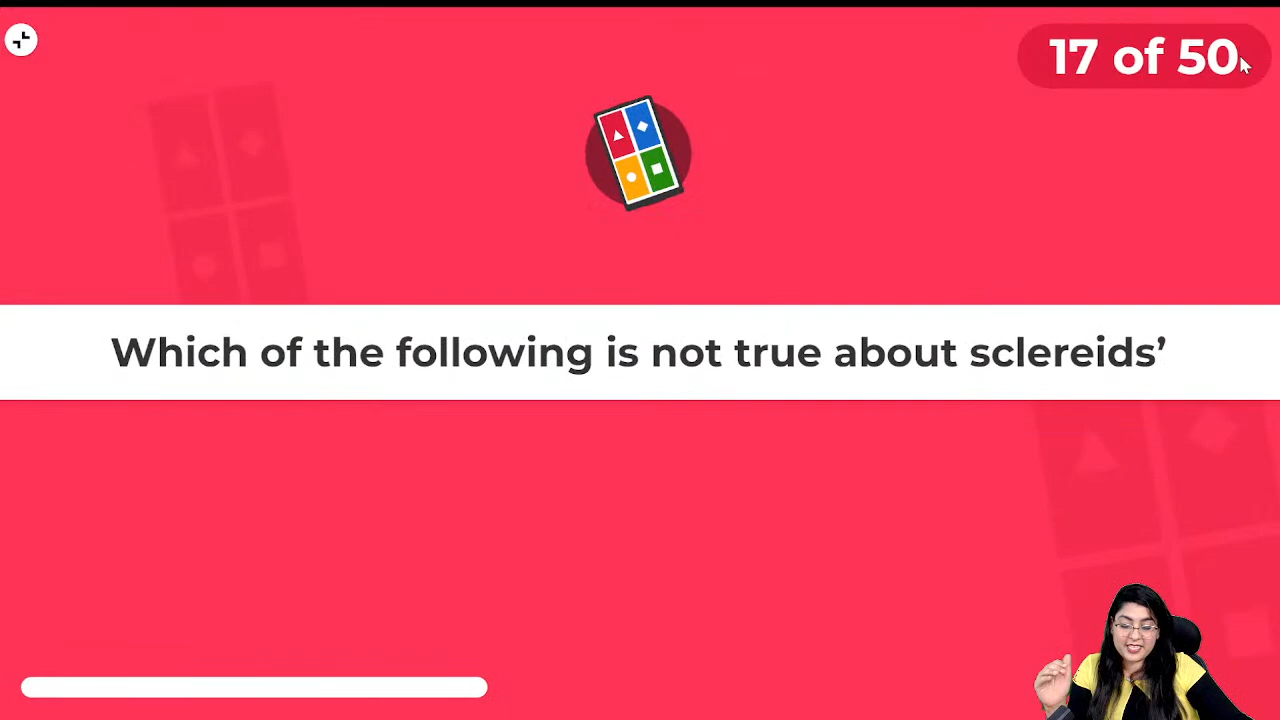 17 of 50
Which of the following is not true about sclereids’